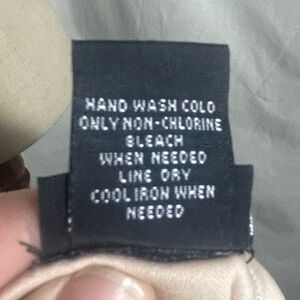 HAND WASH COLD
ONLY NON-CHLORINE
BLEACH
WHEN NEEDED
LINE DRY
COOL IRON WHEN
NEEDED